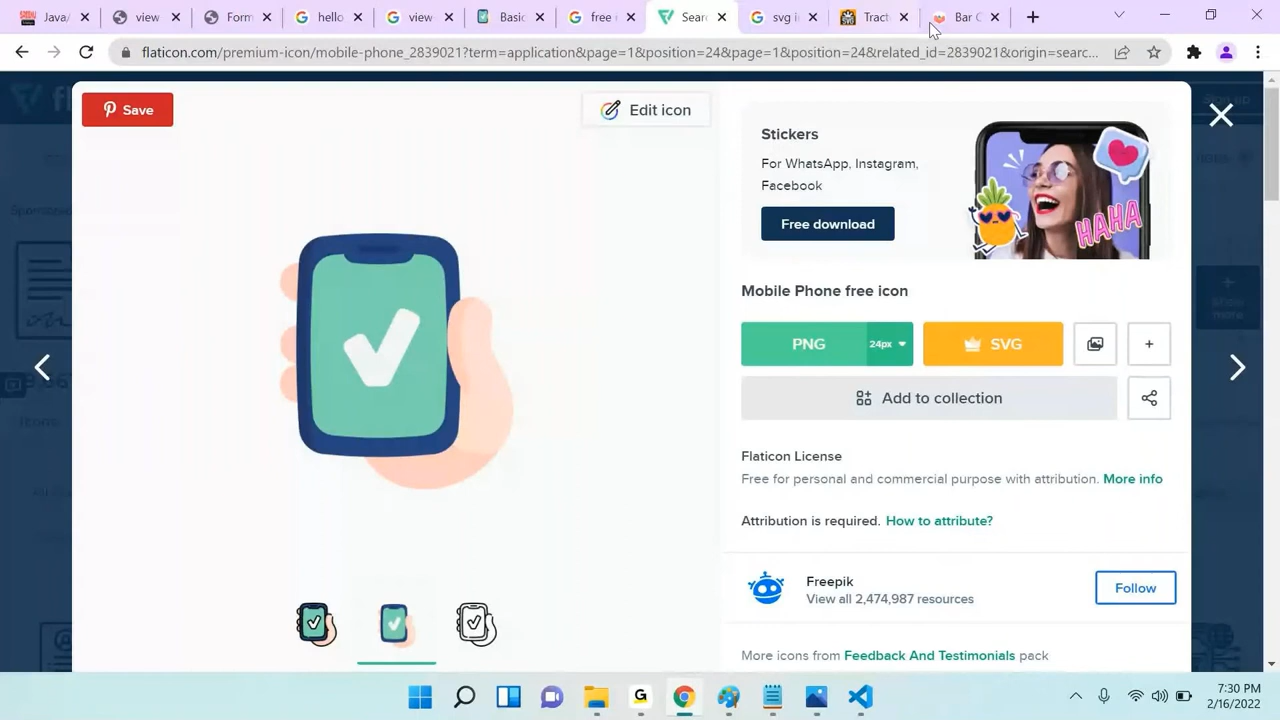 Java/
view
Form
hello
view
Basic
free
Sear
svg i
Tract
Bar C
flaticon.com/premium-icon/mobile-phone_2839021?term=application&page=1&position=24&page=1&position=24&related_id=2839021&origin=searc...
Save
Edit icon
Sign up
Stickers
For WhatsApp, Instagram,
Facebook
Free download
HAHA
Mobile Phone free icon
PNG 24px SVG +
Add to collection
Show
more
Flaticon License
Free for personal and commercial purpose with attribution. More info
Attribution is required. How to attribute?
Freepik
View all 2,474,987 resources
Follow
More icons from Feedback And Testimonials pack
G
7:30 PM
2/16/2022